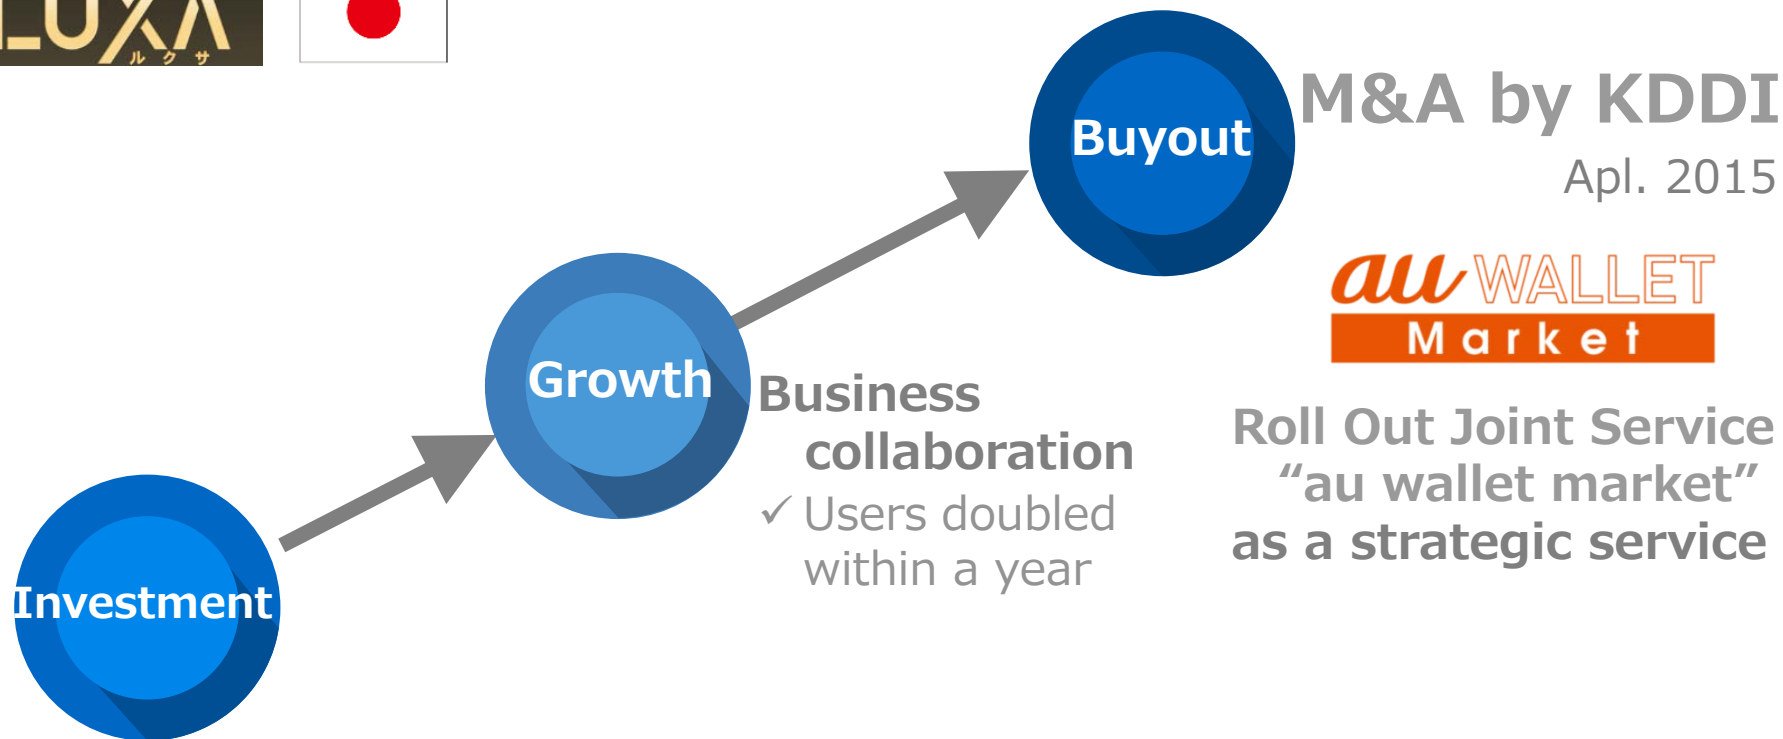 LUXA
ルクサ
M&A by KDDI
Buyout
Apl. 2015
au WALLET
Market
Growth
Business
collaboration
✓ Users doubled
within a year
Roll Out Joint Service
“au wallet market”
as a strategic service
Investment